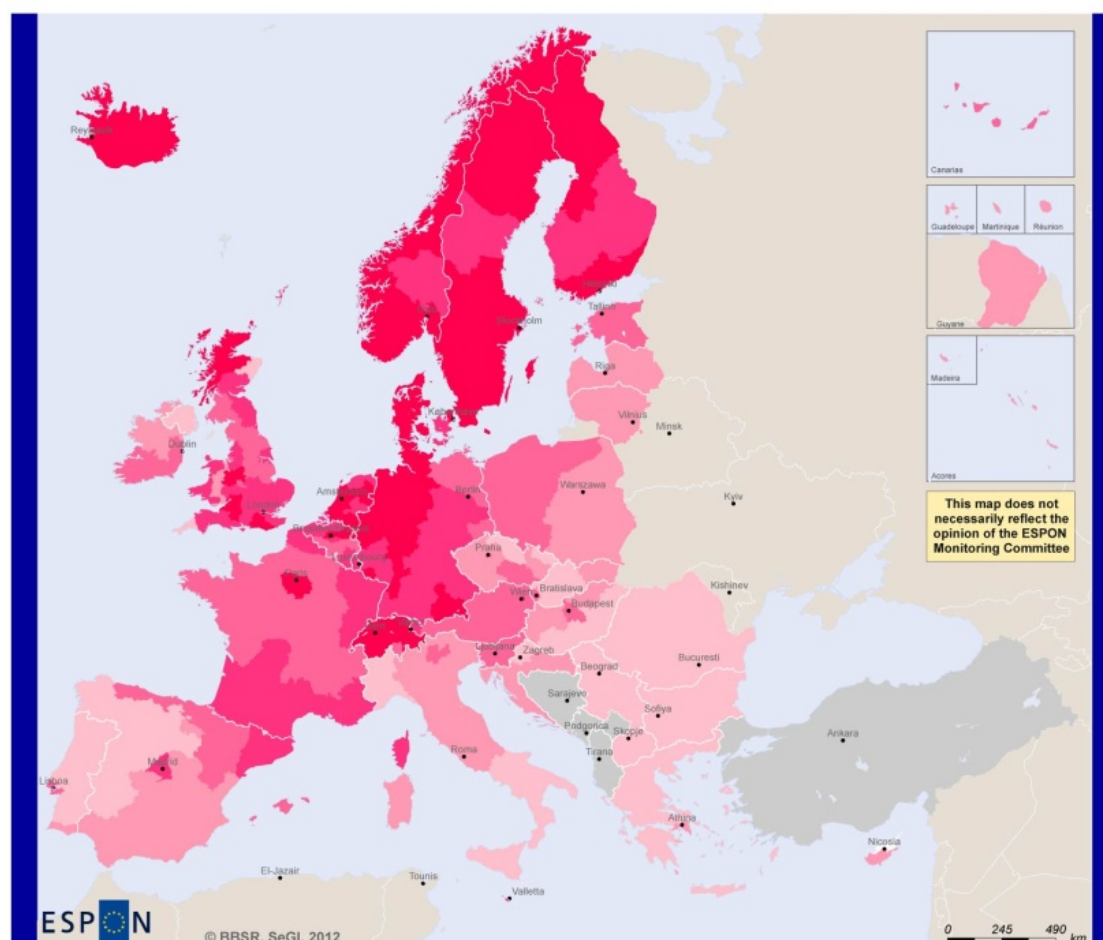 Reykjavik
Canarias
Guadeloupe
Martinique
Réunion
Guyane
Madeira
Acores
Oslo
Helsinki
Tallinn
Stockholm
Riga
København
Vilnius
Minsk
Dublin
Amsterdam
Berlin
Warszawa
London
Kyiv
This map does not
necessarily reflect the
opinion of the ESPON
Monitoring Committee
Praha
Paris
Kishinev
Wien
Bratislava
Budapest
Ljubljana
Zagreb
Beograd
Bucuresti
Sarajevo
Sofiya
Podgorica
Skopje
Ankara
Roma
Tirana
Madrid
Lisboa
Athina
Nicosia
El-Jazair
Tounis
Valletta
ESPON
© BBSR, SeGI, 2012
0 245 490
km